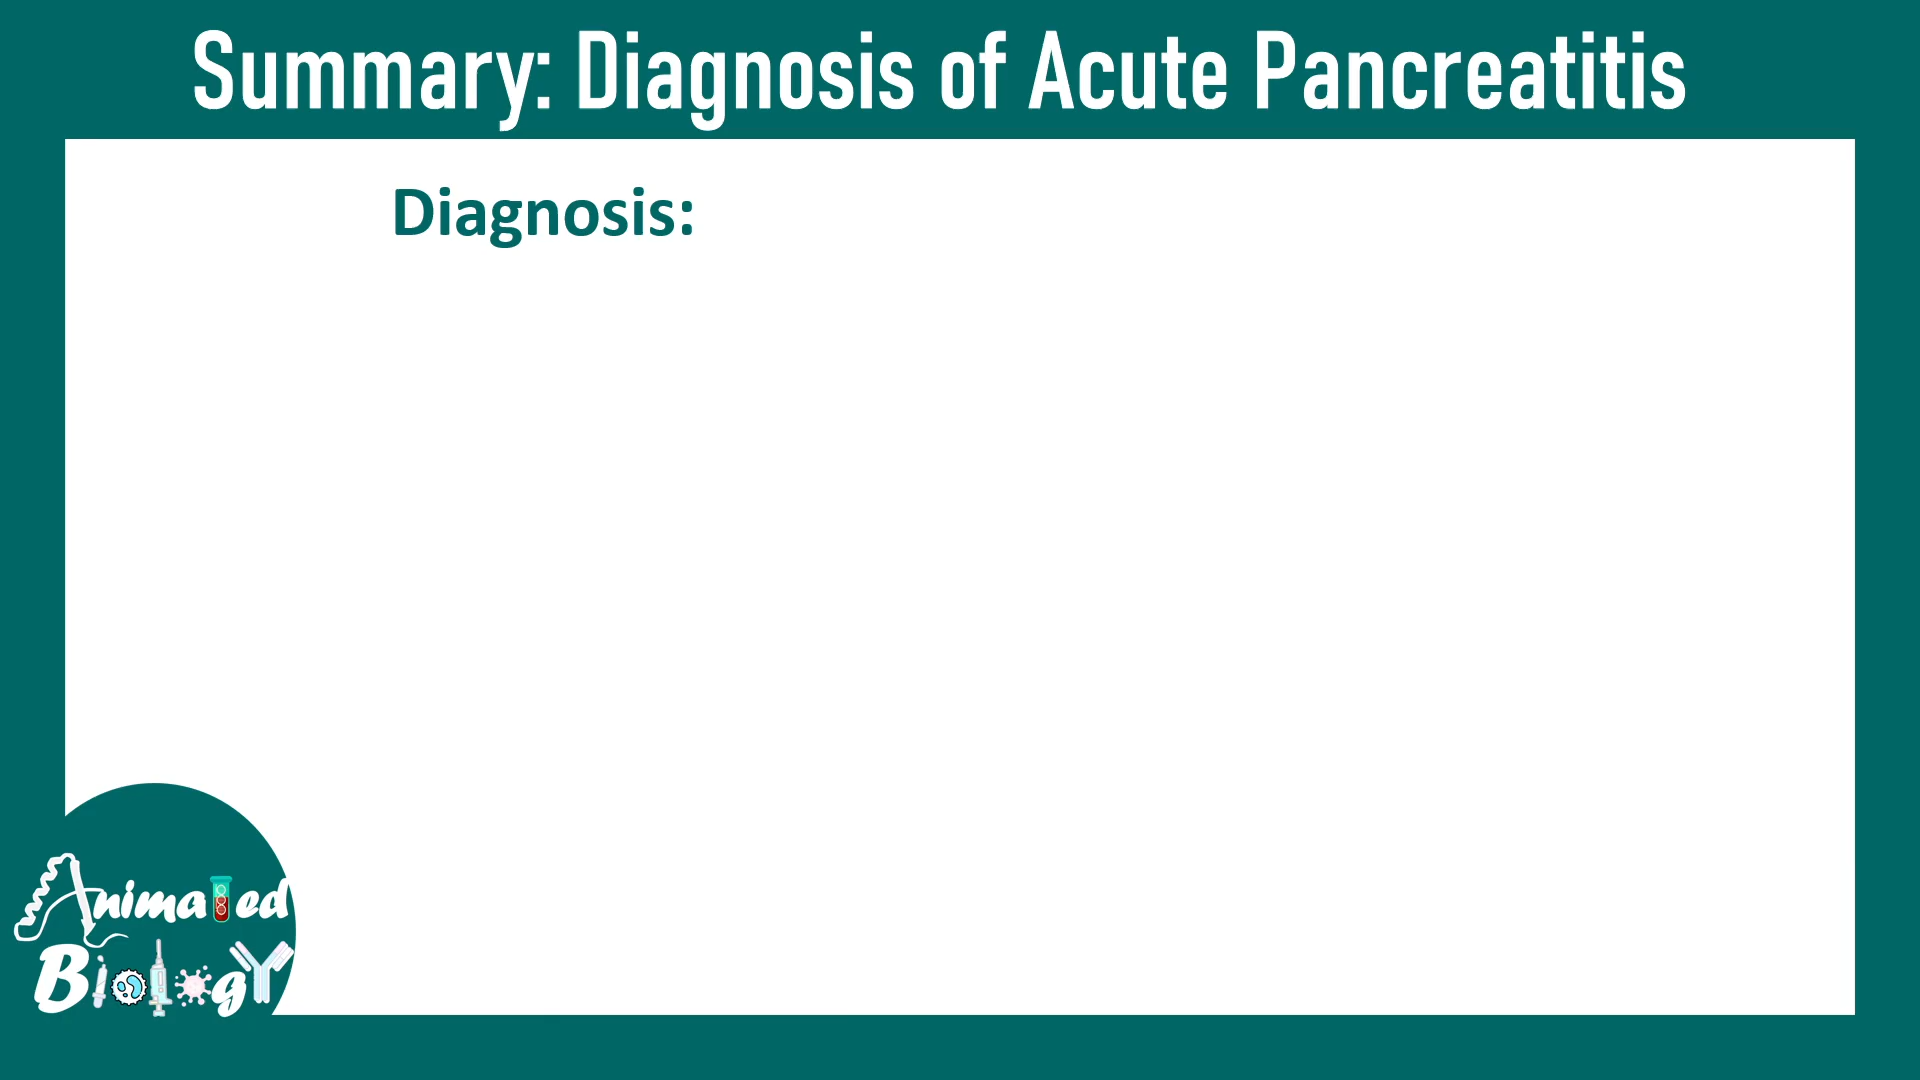 Summary: Diagnosis of Acute Pancreatitis
Diagnosis:
Animated
Biology